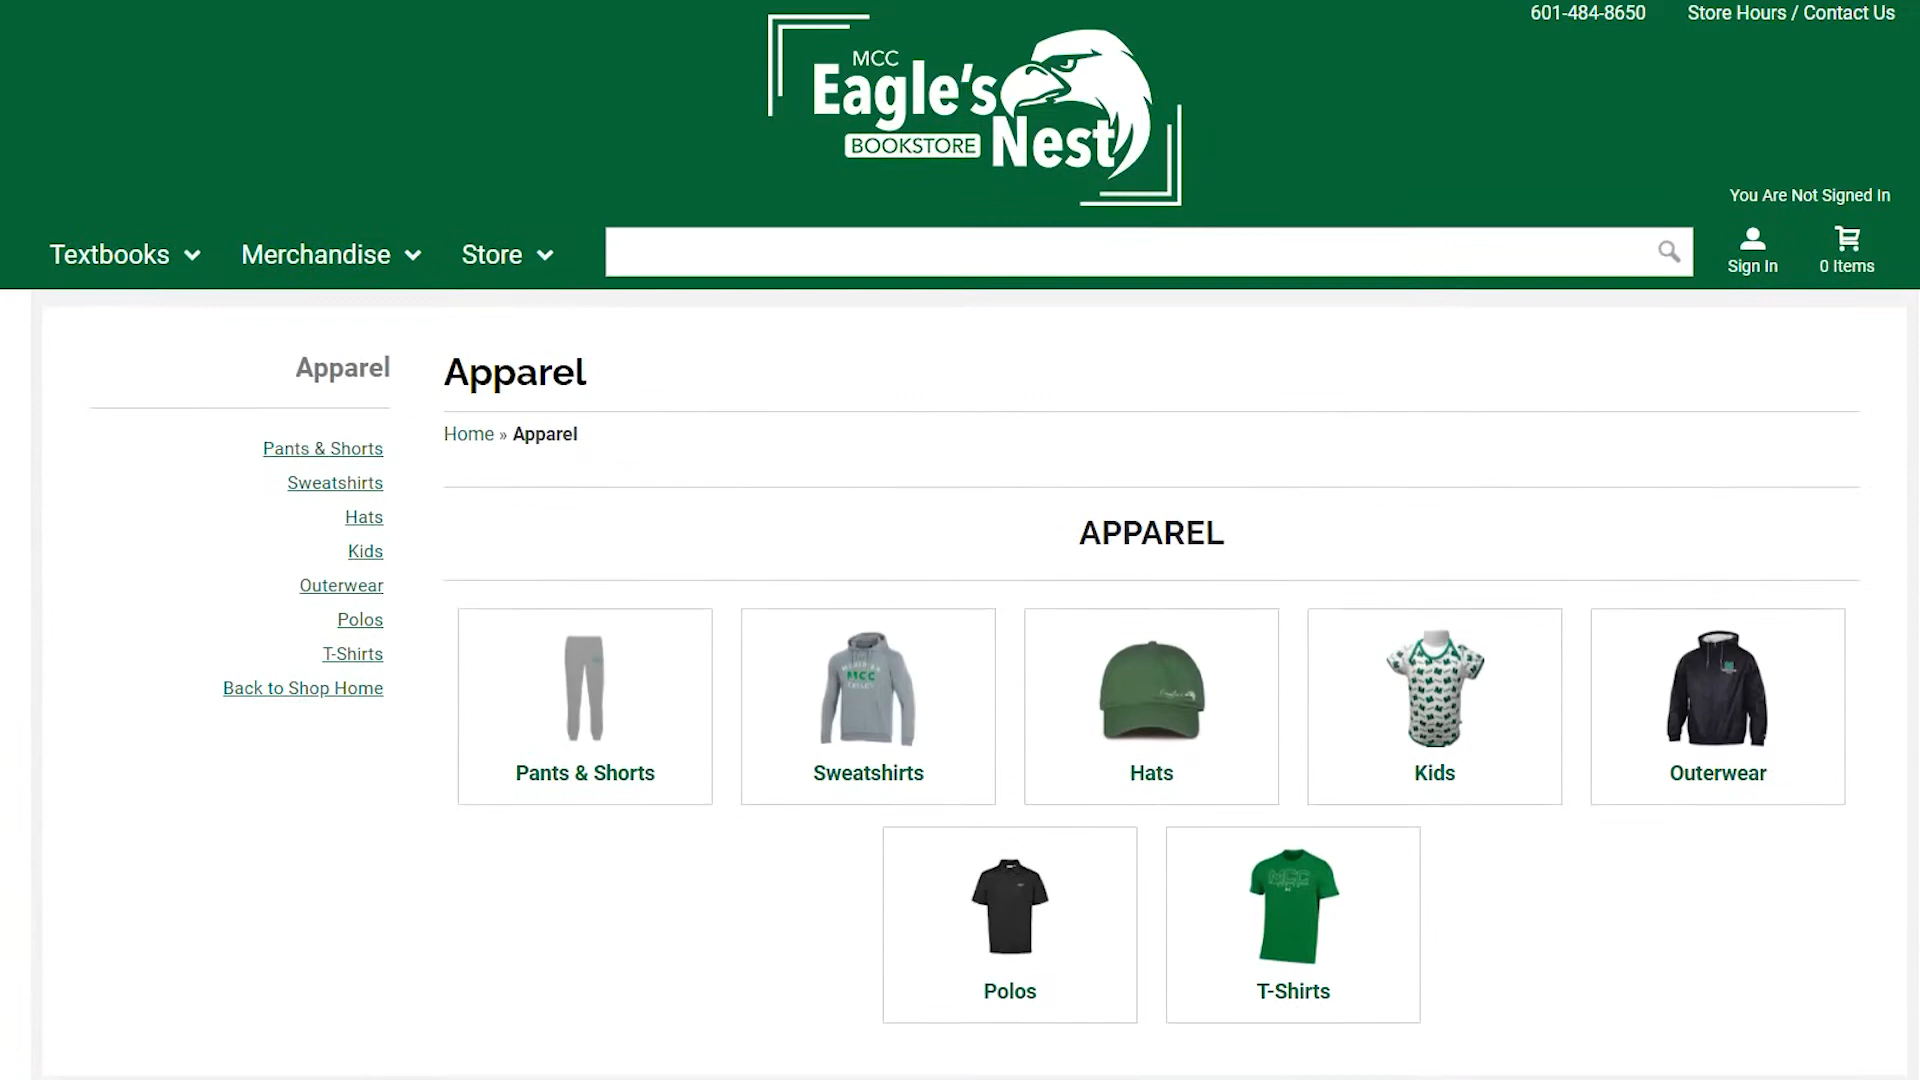 601-484-8650
Store Hours / Contact Us
MCC
Eagle's
BOOKSTORE
Nest
You Are Not Signed In
Textbooks
Merchandise
Store
Sign In
0 Items
Apparel
Pants & Shorts
Sweatshirts
Hats
Kids
Outerwear
Polos
T-Shirts
Back to Shop Home
Apparel
Home » Apparel
APPAREL
MCC
Pants & Shorts
Sweatshirts
Hats
Kids
Outerwear
MCC
Polos
T-Shirts